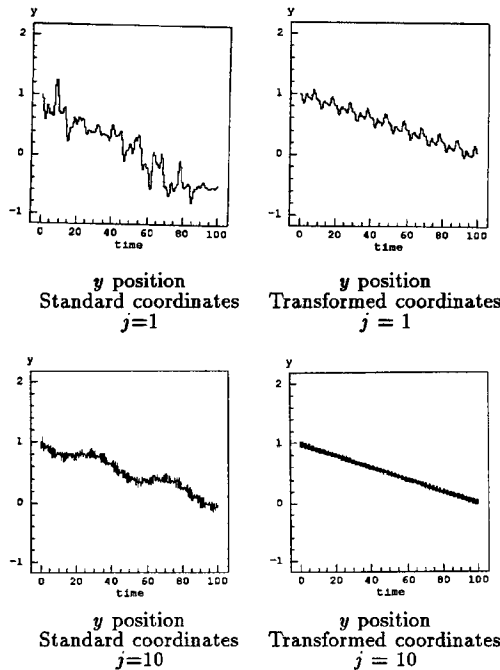 y
2
1
0
-1
0 20 40 60 80 100
time
y position
Standard coordinates
j=1
y
2
1
0
-1
0 20 40 60 80 100
time
y position
Transformed coordinates
j = 1
y
2
1
0
-1
0 20 40 60 80 100
time
y position
Standard coordinates
j=10
y
2
1
0
-1
0 20 40 60 80 100
time
y position
Transformed coordinates
j = 10